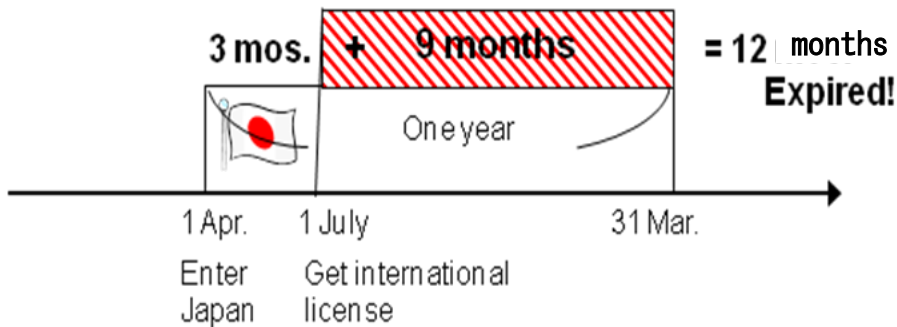 3 mos. + 9 months = 12 months
Expired!
One year
1 Apr. 1 July 31 Mar.
Enter Get international
Japan license